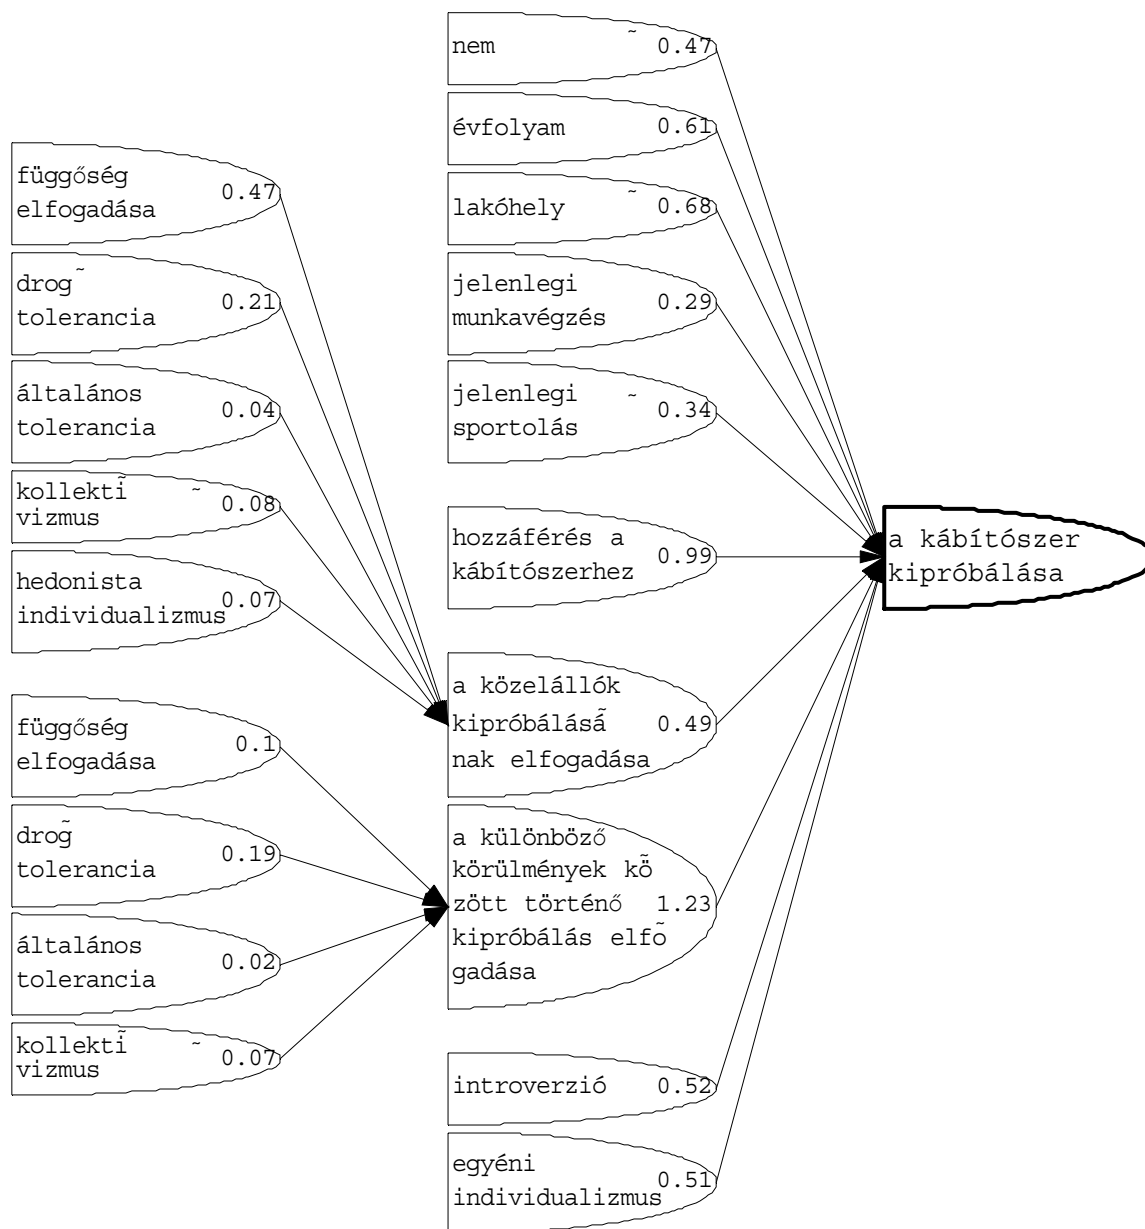 függőség
elfogadása 0.47
drog˜
tolerancia 0.21
általános
tolerancia 0.04
kollekti˜
vizmus ˜ 0.08
hedonista
individualizmus 0.07
függőség
elfogadása 0.1
drog˜
tolerancia 0.19
általános
tolerancia 0.02
kollekti˜
vizmus ˜ 0.07
nem ˜ 0.47
évfolyam 0.61
lakóhely ˜ 0.68
jelenlegi
munkavégzés 0.29
jelenlegi
sportolás ˜ 0.34
hozzáférés a
kábítószerhez 0.99
a közelállók
kipróbálásá˜ 0.49
nak elfogadása
a különböző
körülmények kö˜
zött történő 1.23
kipróbálás elfo˜
gadása
introverzió 0.52
egyéni
individualizmus 0.51
a kábítószer
kipróbálása